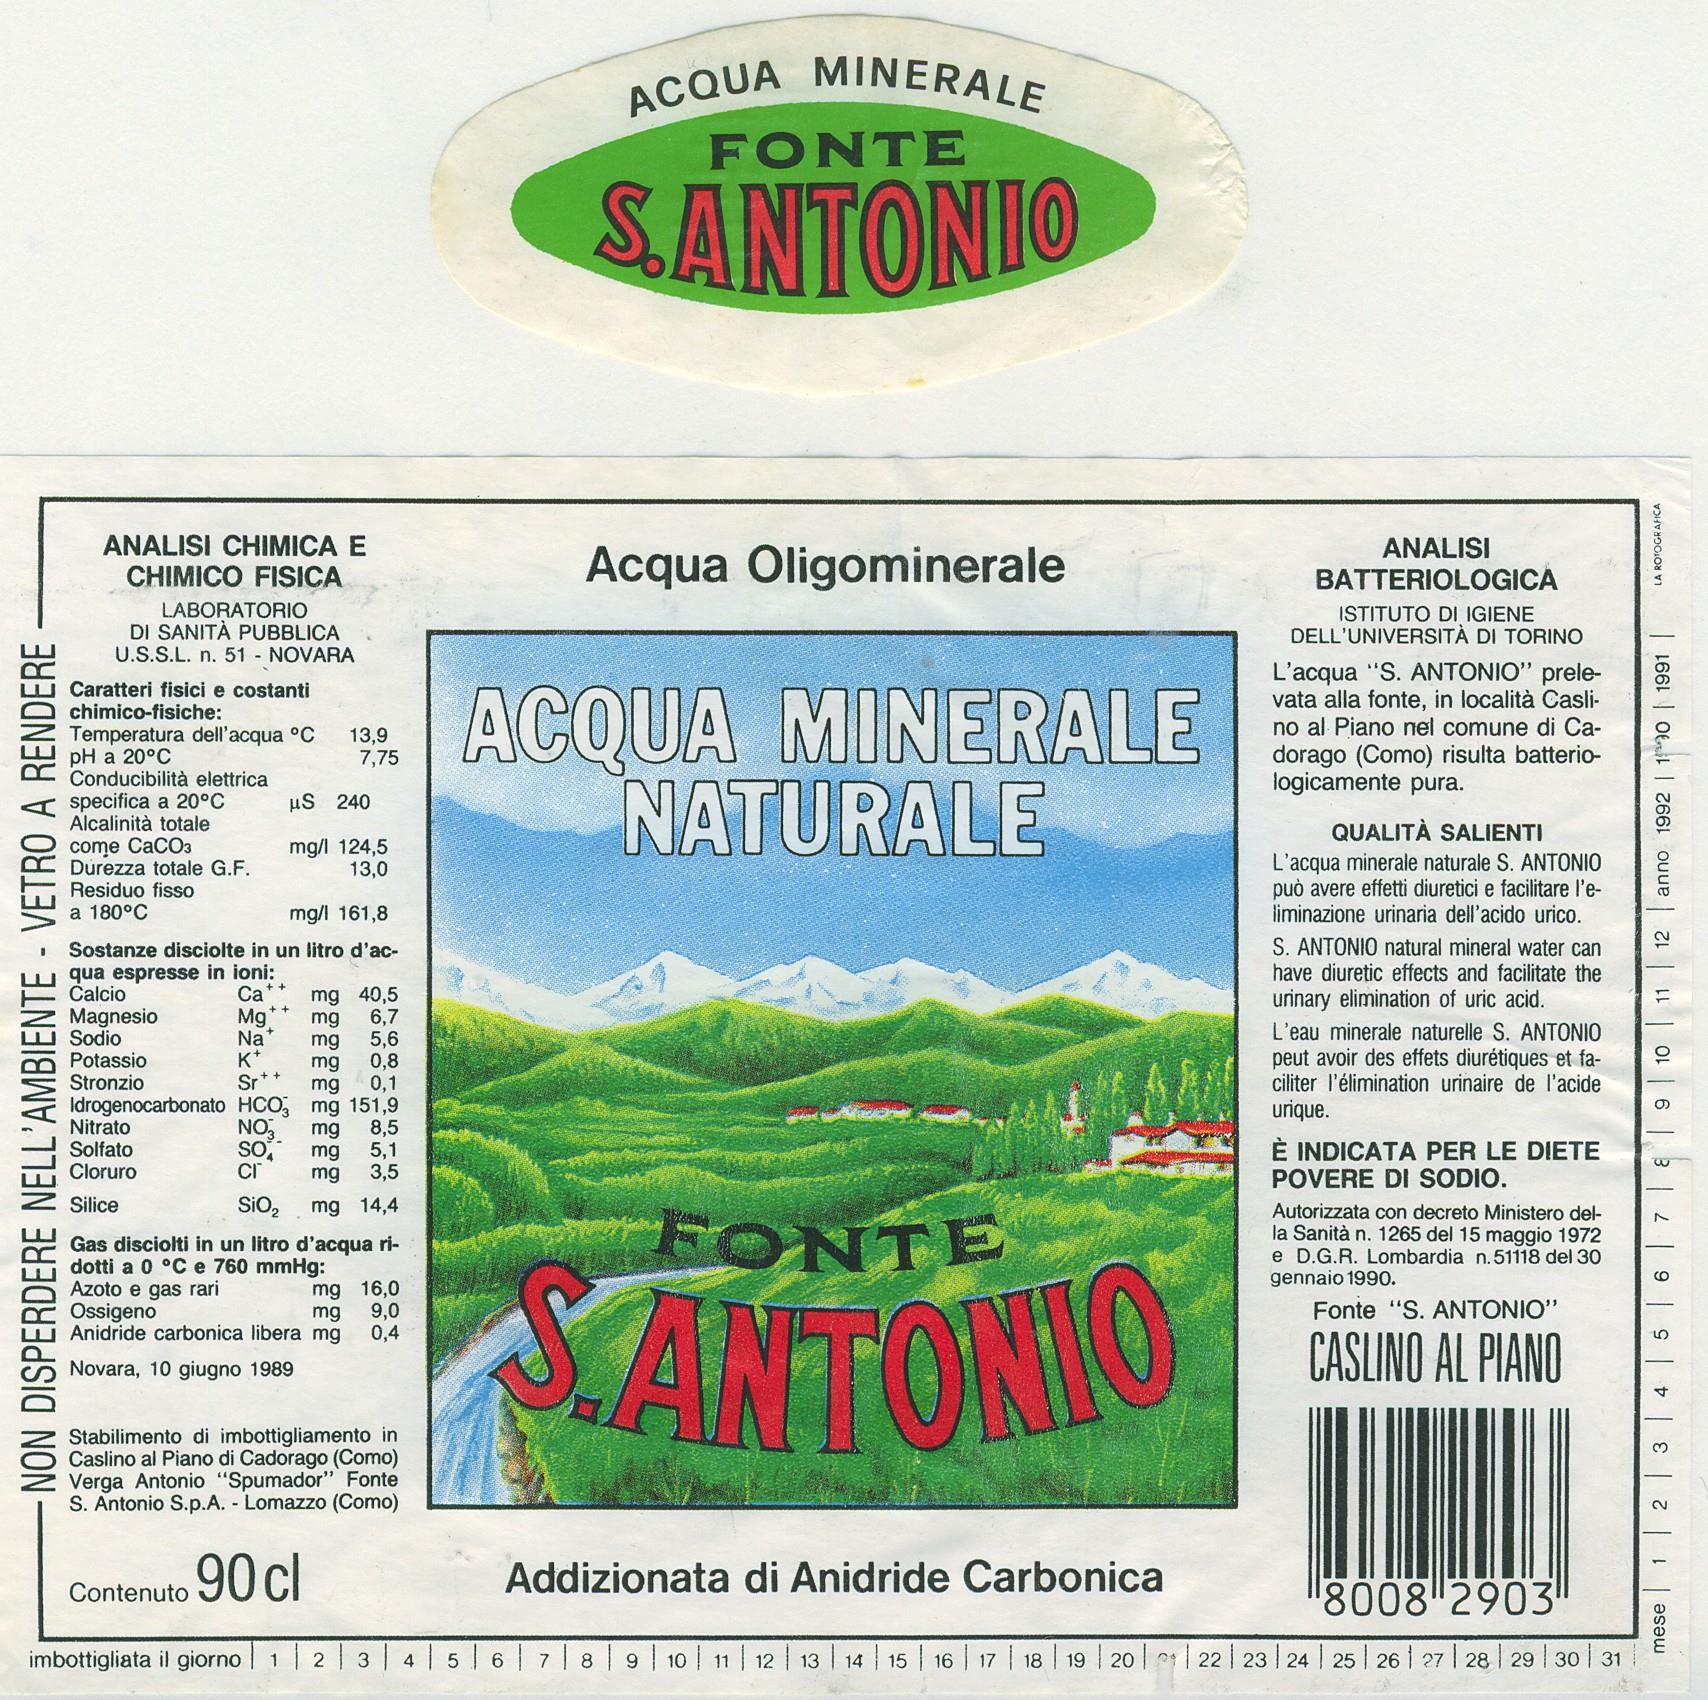 ACQUA MINERALE
FONTE
S.ANTONIO
NON DISPERDERE NELL'AMBIENTE - VETRO A RENDERE
ANALISI CHIMICA E
CHIMICO FISICA
LABORATORIO
DI SANITÀ PUBBLICA
U.S.S.L. n. 51 - NOVARA
Caratteri fisici e costanti
chimico-fisiche:
Temperatura dell'acqua °C 13,9
pH a 20°C 7,75
Conducibilità elettrica
specifica a 20°C µS 240
Alcalinità totale
come CaCO₃ mg/l 124,5
Durezza totale G.F. 13,0
Residuo fisso
a 180°C mg/l 161,8
Sostanze disciolte in un litro d'ac-
qua espresse in ioni:
Calcio Ca⁺⁺ mg 40,5
Magnesio Mg⁺⁺ mg 6,7
Sodio Na⁺ mg 5,6
Potassio K⁺ mg 0,8
Stronzio Sr⁺⁺ mg 0,1
Idrogenocarbonato HCO₃⁻ mg 151,9
Nitrato NO₃⁻ mg 8,5
Solfato SO₄⁻⁻ mg 5,1
Cloruro Cl⁻ mg 3,5
Silice SiO₂ mg 14,4
Gas disciolti in un litro d'acqua ri-
dotti a 0 °C e 760 mmHg:
Azoto e gas rari mg 16,0
Ossigeno mg 9,0
Anidride carbonica libera mg 0,4
Novara, 10 giugno 1989
Stabilimento di imbottigliamento in
Caslino al Piano di Cadorago (Como)
Verga Antonio "Spumador" Fonte
S. Antonio S.p.A. - Lomazzo (Como)
Contenuto 90 cl
Acqua Oligominerale
ACQUA MINERALE
NATURALE
FONTE
S.ANTONIO
Addizionata di Anidride Carbonica
ANALISI
BATTERIOLOGICA
ISTITUTO DI IGIENE
DELL'UNIVERSITÀ DI TORINO
L'acqua "S. ANTONIO" prele-
vata alla fonte, in località Casli-
no al Piano nel comune di Ca-
dorago (Como) risulta batterio-
logicamente pura.
QUALITÀ SALIENTI
L'acqua minerale naturale S. ANTONIO
può avere effetti diuretici e facilitare l'e-
liminazione urinaria dell'acido urico.
S. ANTONIO natural mineral water can
have diuretic effects and facilitate the
urinary elimination of uric acid.
L'eau minerale naturelle S. ANTONIO
peut avoir des effets diurétiques et fa-
ciliter l'élimination urinaire de l'acide
urique.
È INDICATA PER LE DIETE
POVERE DI SODIO.
Autorizzata con decreto Ministero del-
la Sanità n. 1265 del 15 maggio 1972
e D.G.R. Lombardia n. 51118 del 30
gennaio 1990.
Fonte "S. ANTONIO"
CASLINO AL PIANO
8008 2903
LA ROTOGRAFICA
mese | 1 | 2 | 3 | 4 | 5 | 6 | 7 | 8 | 9 | 10 | 11 | 12 | anno 1992 | 1990 | 1991 |
imbottigliata il giorno | 1 | 2 | 3 | 4 | 5 | 6 | 7 | 8 | 9 | 10 | 11 | 12 | 13 | 14 | 15 | 16 | 17 | 18 | 19 | 20 | 21 | 22 | 23 | 24 | 25 | 26 | 27 | 28 | 29 | 30 | 31 |